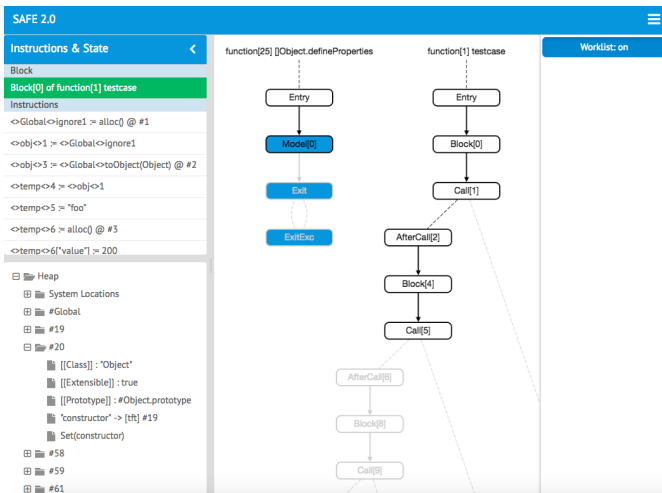 SAFE 2.0
Instructions & State
Block
Block[0] of function[1] testcase
Instructions
<>Global<>ignore1 := alloc() @ #1
<>obj<>1 := <>Global<>ignore1
<>obj<>3 := <>Global<>toObject(Object) @ #2
<>temp<>4 := <>obj<>1
<>temp<>5 := "foo"
<>temp<>6 := alloc() @ #3
<>temp<>6["value"] := 200
Heap
System Locations
#Global
#19
#20
[[Class]] : "Object"
[[Extensible]] : true
[[Prototype]] : #Object.prototype
"constructor" -> [tft] #19
Set(constructor)
#58
#59
#61
function[25] []Object.defineProperties
Entry
Model[0]
Exit
ExitExc
function[1] testcase
Entry
Block[0]
Call[1]
AfterCall[2]
Block[4]
Call[5]
AfterCall[8]
Block[8]
Call[9]
Worklist: on